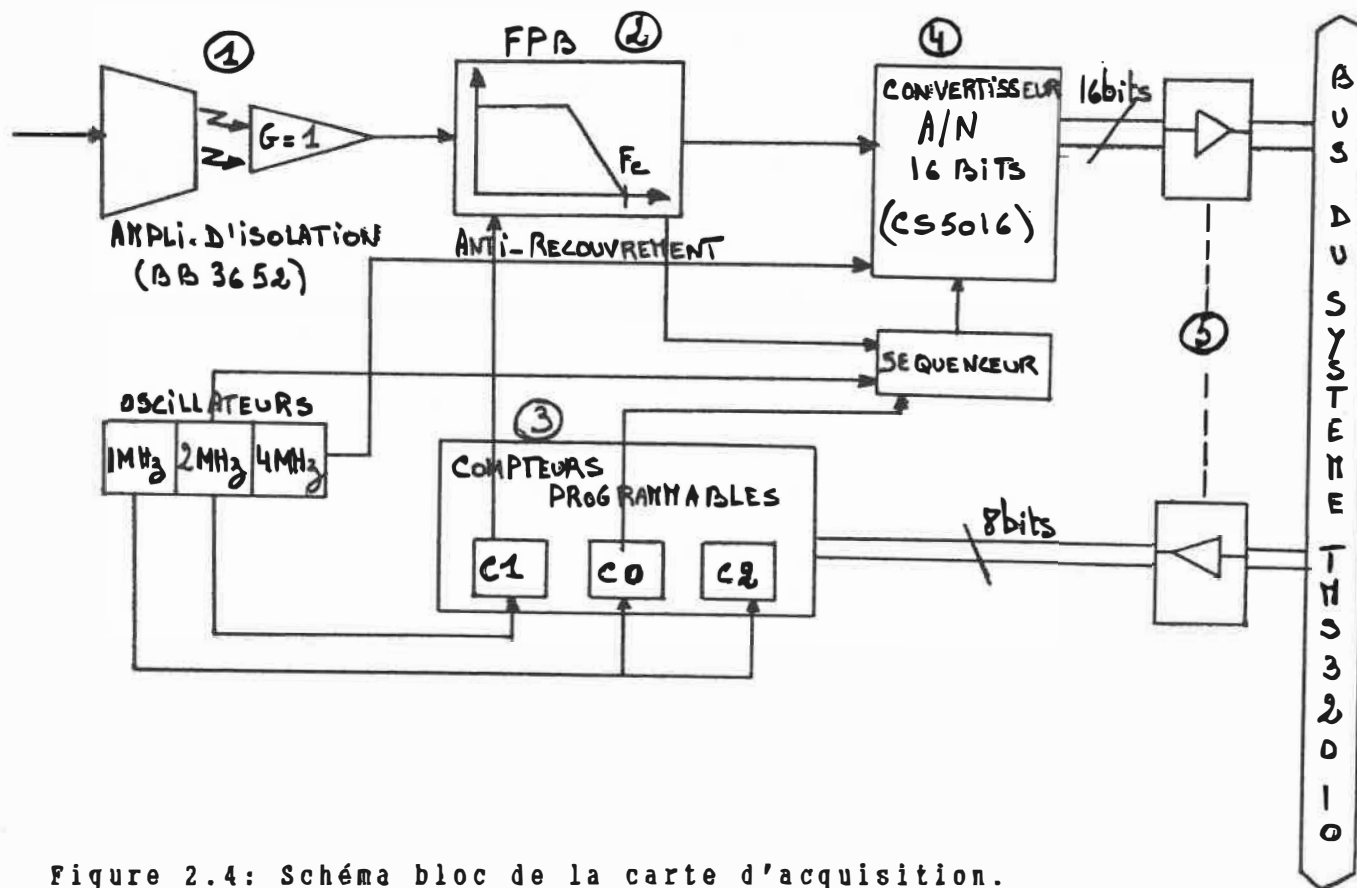 ①
AMPLI. D'iSOLATION
(BB 3652)
G=1
FPB
②
Fc
ANTI-RECOUVREMENT
④
CONVERTiSSEUR
A/N
16 BiTS
(CS5016)
16bits
SEQUENCEUR
⑤
OSCiLLATEURS
1MHz 2MHz 4MHz
③
COMPTEURS
PROGRAMMABLES
C1 C0 C2
8bits
BUS DU SYSTEME TMS32010
Figure 2.4: Schéma bloc de la carte d'acquisition.